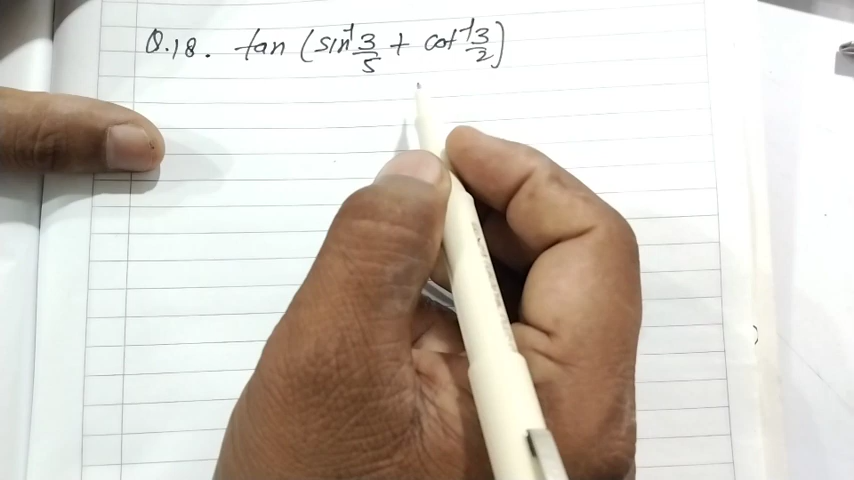 Q.18. tan (sin⁻¹ 3/5 + cot⁻¹ 3/2)